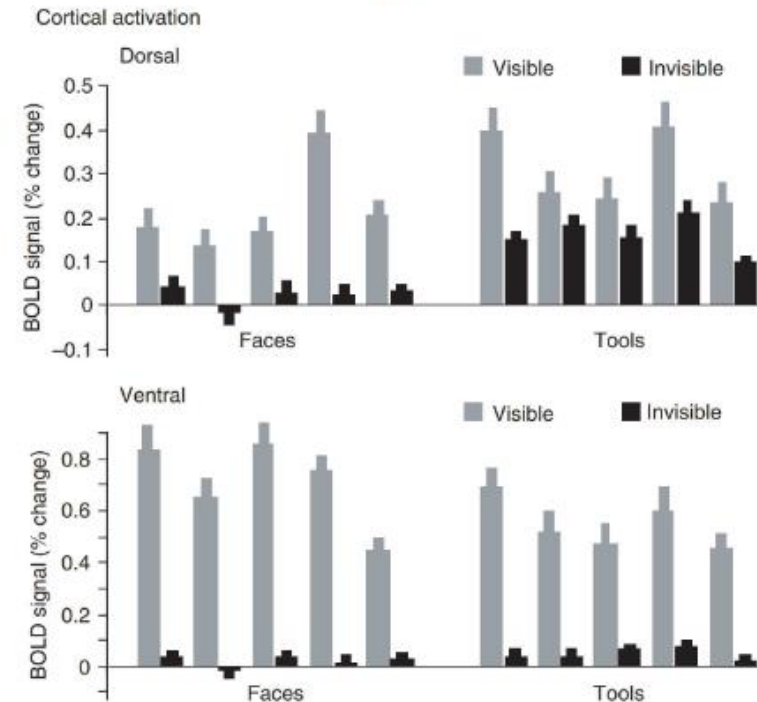 Cortical activation
Dorsal
Visible
Invisible
BOLD signal (% change)
0.5
0.4
0.3
0.2
0.1
0
–0.1
Faces
Tools
Ventral
Visible
Invisible
BOLD signal (% change)
0.8
0.6
0.4
0.2
0
Faces
Tools